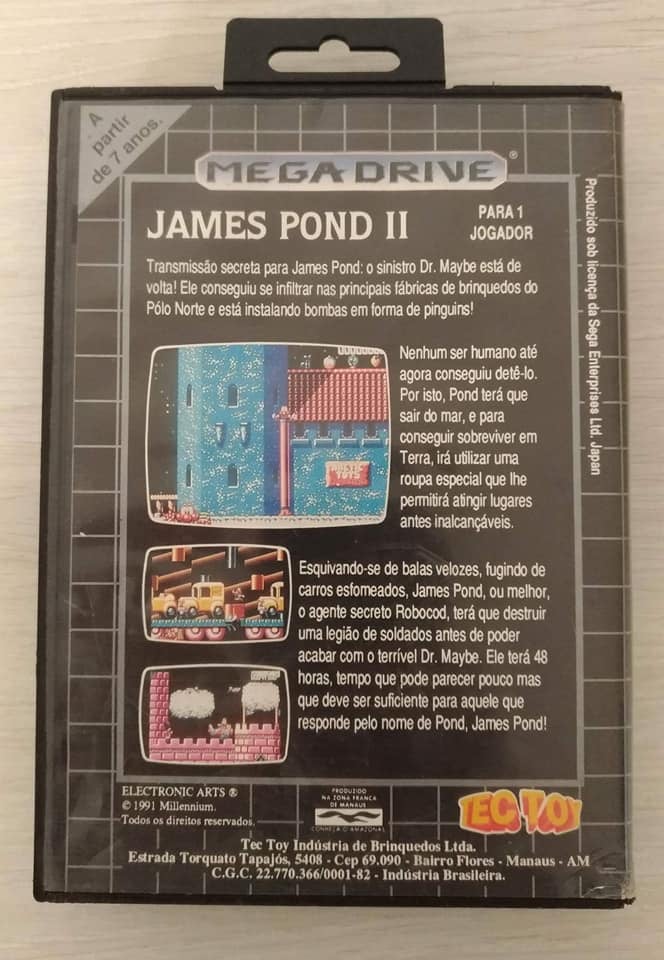 A
partir
de 7 anos.
MEGA DRIVE ®
JAMES POND II
PARA 1
JOGADOR
Transmissão secreta para James Pond: o sinistro Dr. Maybe está de
volta! Ele conseguiu se infiltrar nas principais fábricas de brinquedos do
Pólo Norte e está instalando bombas em forma de pinguins!
Nenhum ser humano até
agora conseguiu detê-lo.
Por isto, Pond terá que
sair do mar, e para
conseguir sobreviver em
Terra, irá utilizar uma
roupa especial que lhe
permitirá atingir lugares
antes inalcançáveis.
ARCTIC
TOYS
Esquivando-se de balas velozes, fugindo de
carros esfomeados, James Pond, ou melhor,
o agente secreto Robocod, terá que destruir
uma legião de soldados antes de poder
acabar com o terrível Dr. Maybe. Ele terá 48
horas, tempo que pode parecer pouco mas
que deve ser suficiente para aquele que
responde pelo nome de Pond, James Pond!
Produzido sob licença da Sega Enterprises Ltd. Japan
ELECTRONIC ARTS ®
© 1991 Millennium.
Todos os direitos reservados.
PRODUZIDO
NA ZONA FRANCA
DE MANAUS
CONHEÇA O AMAZONAS
TEC TOY
Tec Toy Indústria de Brinquedos Ltda.
Estrada Torquato Tapajós, 5408 - Cep 69.090 - Bairro Flores - Manaus - AM
C.G.C. 22.770.366/0001-82 - Indústria Brasileira.